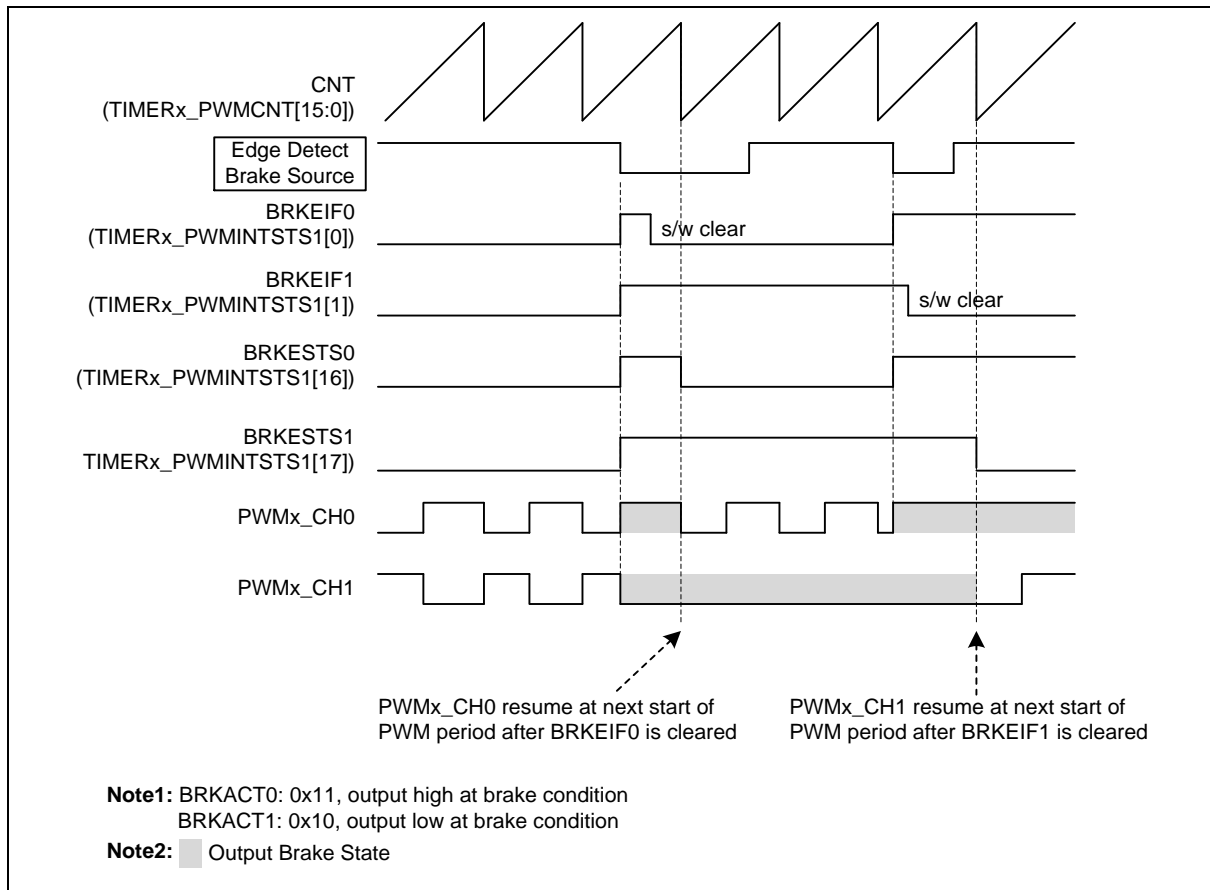 CNT
(TIMERx_PWMCNT[15:0])
Edge Detect
Brake Source
BRKEIF0
(TIMERx_PWMINTSTS1[0])
s/w clear
BRKEIF1
(TIMERx_PWMINTSTS1[1])
s/w clear
BRKESTS0
(TIMERx_PWMINTSTS1[16])
BRKESTS1
TIMERx_PWMINTSTS1[17])
PWMx_CH0
PWMx_CH1
PWMx_CH0 resume at next start of
PWM period after BRKEIF0 is cleared
PWMx_CH1 resume at next start of
PWM period after BRKEIF1 is cleared
Note1: BRKACT0: 0x11, output high at brake condition
BRKACT1: 0x10, output low at brake condition
Note2: Output Brake State